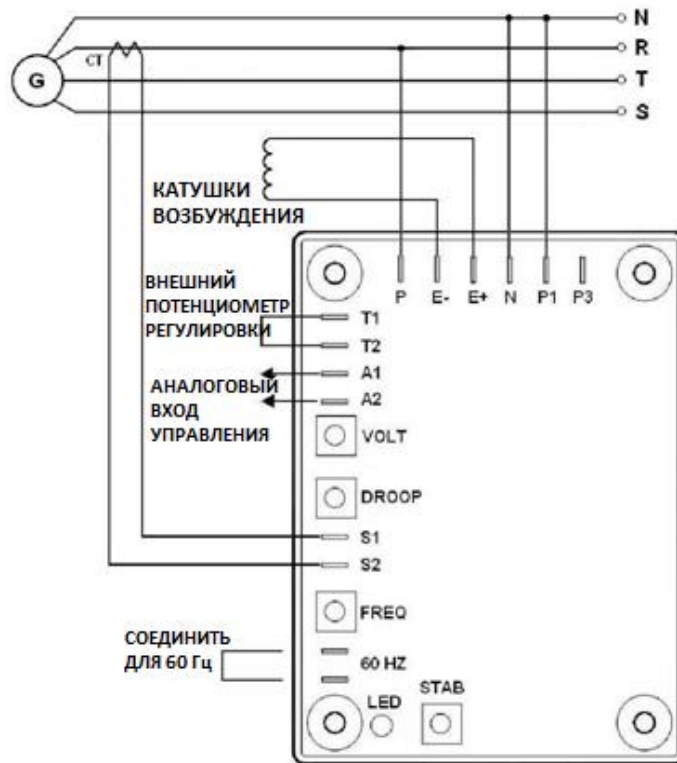 N
R
CT
G
T
S
КАТУШКИ
ВОЗБУЖДЕНИЯ
P E- E+ N P1 P3
ВНЕШНИЙ
ПОТЕНЦИОМЕТР
РЕГУЛИРОВКИ
T1
T2
A1
A2
АНАЛОГОВЫЙ
ВХОД
УПРАВЛЕНИЯ
VOLT
DROOP
S1
S2
FREQ
СОЕДИНИТЬ
ДЛЯ 60 Гц
60 HZ
LED
STAB